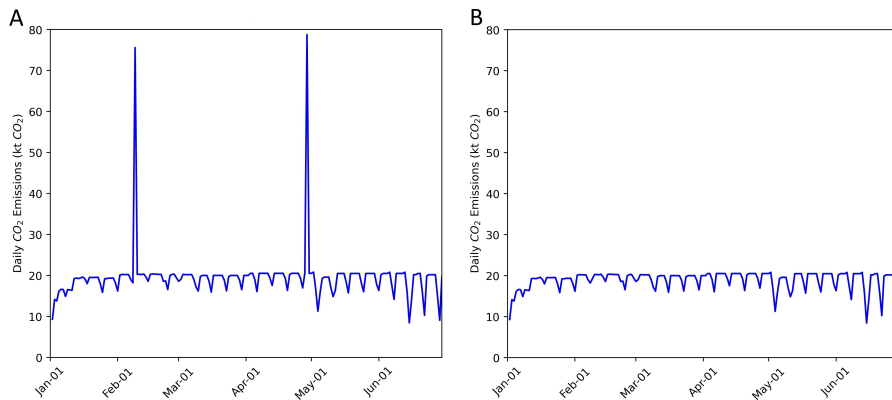 A
Daily CO₂ Emissions (kt CO₂)
80
70
60
50
40
30
20
10
0
Jan-01
Feb-01
Mar-01
Apr-01
May-01
Jun-01
B
Daily CO₂ Emissions (kt CO₂)
80
70
60
50
40
30
20
10
0
Jan-01
Feb-01
Mar-01
Apr-01
May-01
Jun-01